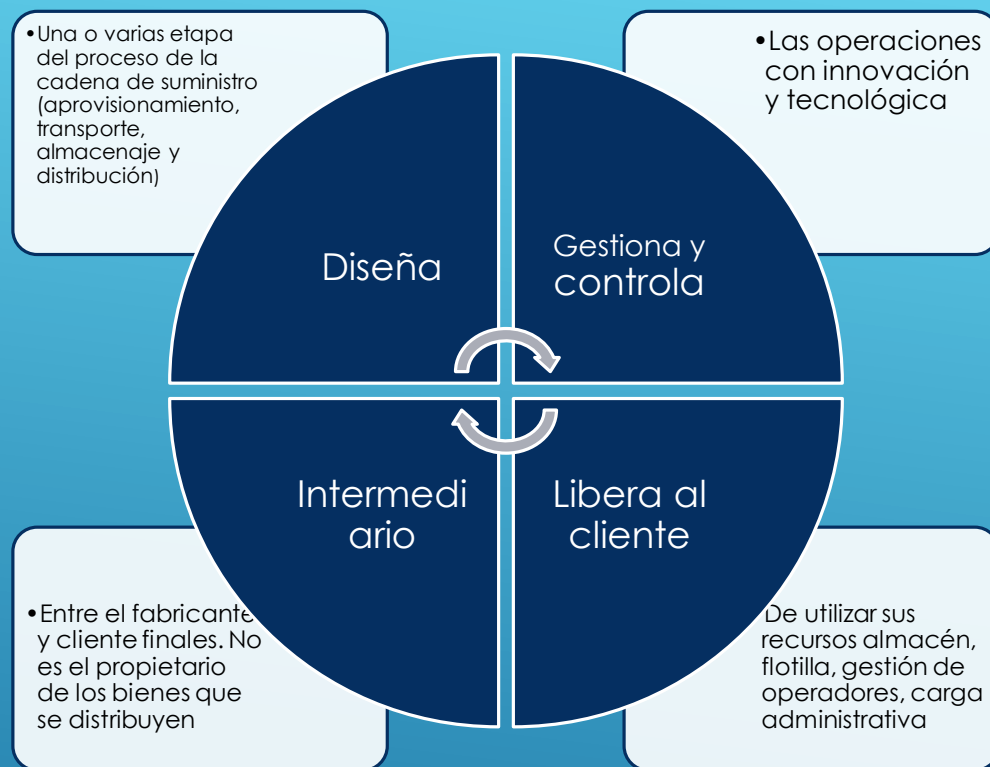 •Una o varias etapa
del proceso de la
cadena de suministro
(aprovisionamiento,
transporte,
almacenaje y
distribución)
•Las operaciones
con innovación
y tecnológica
Diseña
Gestiona y
controla
Intermedi
ario
Libera al
cliente
•Entre el fabricante
y cliente finales. No
es el propietario
de los bienes que
se distribuyen
De utilizar sus
recursos almacén,
flotilla, gestión de
operadores, carga
administrativa